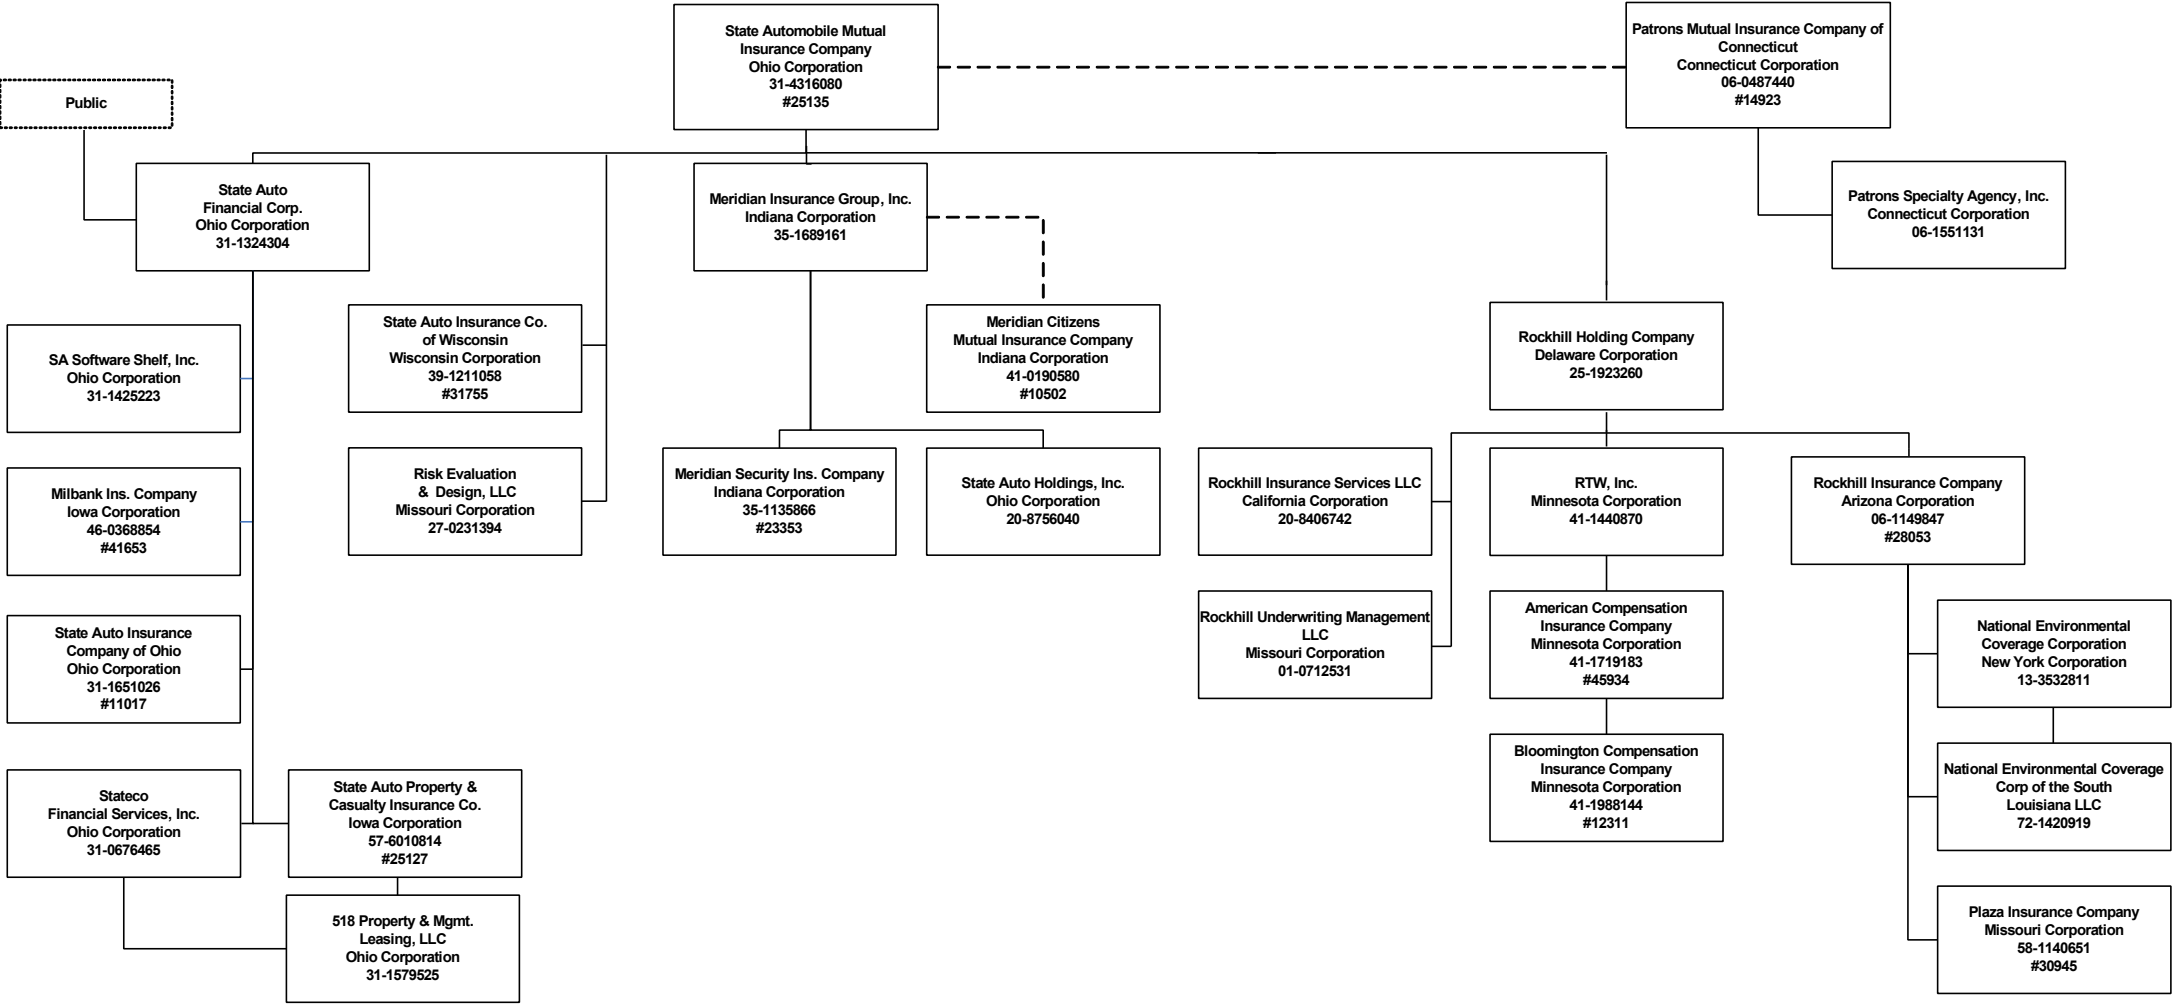 State Automobile Mutual
Insurance Company
Ohio Corporation
31-4316080
#25135
Patrons Mutual Insurance Company of
Connecticut
Connecticut Corporation
06-0487440
#14923
Public
State Auto
Financial Corp.
Ohio Corporation
31-1324304
Meridian Insurance Group, Inc.
Indiana Corporation
35-1689161
Patrons Specialty Agency, Inc.
Connecticut Corporation
06-1551131
SA Software Shelf, Inc.
Ohio Corporation
31-1425223
State Auto Insurance Co.
of Wisconsin
Wisconsin Corporation
39-1211058
#31755
Meridian Citizens
Mutual Insurance Company
Indiana Corporation
41-0190580
#10502
Rockhill Holding Company
Delaware Corporation
25-1923260
Milbank Ins. Company
Iowa Corporation
46-0368854
#41653
Risk Evaluation
& Design, LLC
Missouri Corporation
27-0231394
Meridian Security Ins. Company
Indiana Corporation
35-1135866
#23353
State Auto Holdings, Inc.
Ohio Corporation
20-8756040
Rockhill Insurance Services LLC
California Corporation
20-8406742
RTW, Inc.
Minnesota Corporation
41-1440870
Rockhill Insurance Company
Arizona Corporation
06-1149847
#28053
State Auto Insurance
Company of Ohio
Ohio Corporation
31-1651026
#11017
Rockhill Underwriting Management
LLC
Missouri Corporation
01-0712531
American Compensation
Insurance Company
Minnesota Corporation
41-1719183
#45934
National Environmental
Coverage Corporation
New York Corporation
13-3532811
Stateco
Financial Services, Inc.
Ohio Corporation
31-0676465
State Auto Property &
Casualty Insurance Co.
Iowa Corporation
57-6010814
#25127
Bloomington Compensation
Insurance Company
Minnesota Corporation
41-1988144
#12311
National Environmental Coverage
Corp of the South
Louisiana LLC
72-1420919
518 Property & Mgmt.
Leasing, LLC
Ohio Corporation
31-1579525
Plaza Insurance Company
Missouri Corporation
58-1140651
#30945